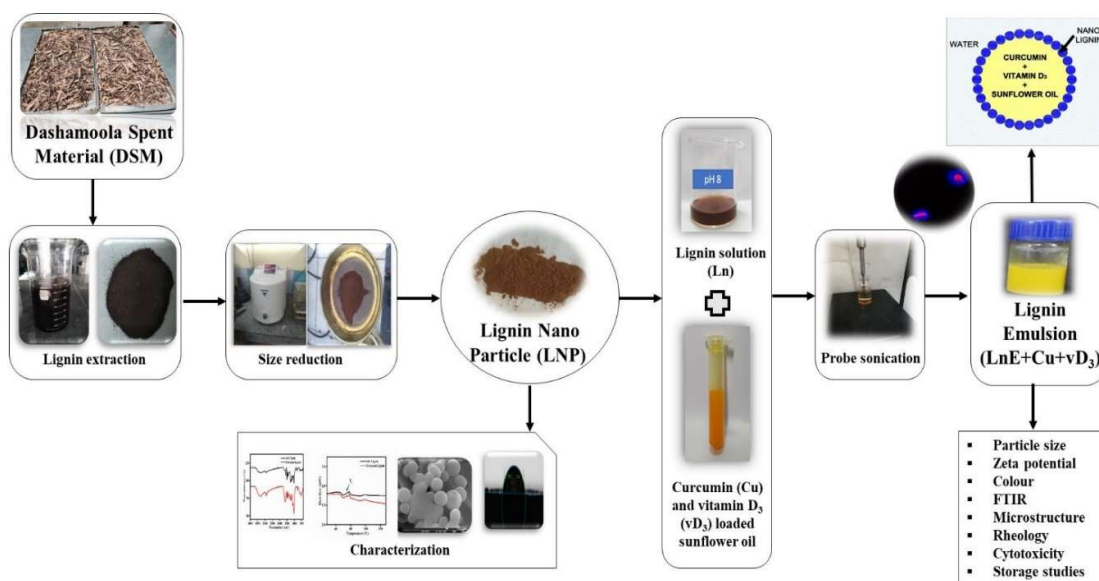 Dashamoola Spent
Material (DSM)
Lignin extraction
Size reduction
Lignin Nano
Particle (LNP)
Characterization
pH 8
Lignin solution
(Ln)
Curcumin (Cu)
and vitamin D₃
(vD₃) loaded
sunflower oil
Probe sonication
WATER
NANO
LIGNIN
CURCUMIN
+
VITAMIN D₃
+
SUNFLOWER OIL
Lignin
Emulsion
(LnE+Cu+vD₃)
▪ Particle size
▪ Zeta potential
▪ Colour
▪ FTIR
▪ Microstructure
▪ Rheology
▪ Cytotoxicity
▪ Storage studies